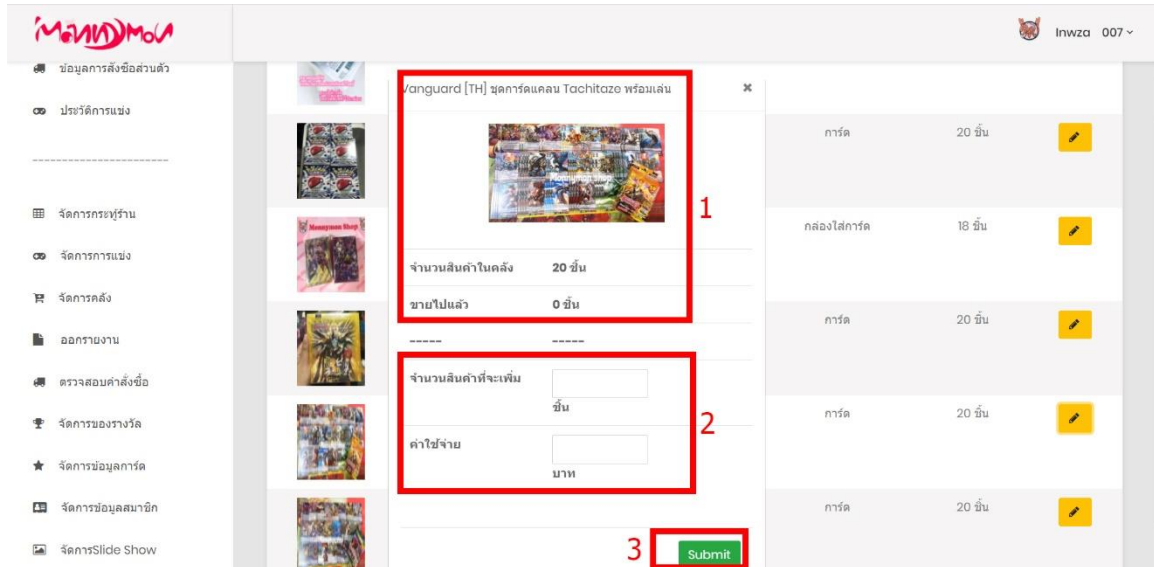 MonnyMon
Inwza 007
ข้อมูลการสั่งซื้อส่วนตัว
ประวัติการแข่ง
-----------------------
จัดการกระทู้ร้าน
จัดการการแข่ง
จัดการคลัง
ออกรายงาน
ตรวจสอบคำสั่งซื้อ
จัดการของรางวัล
จัดการข้อมูลการ์ด
จัดการข้อมูลสมาชิก
จัดการSlide Show
Vanguard [TH] ชุดการ์ดแคลน Tachitaze พร้อมเล่น ×
Monnymon Shop
1
จำนวนสินค้าในคลัง 20 ชิ้น
ขายไปแล้ว 0 ชิ้น
----- -----
จำนวนสินค้าที่จะเพิ่ม
ชิ้น
2
ค่าใช้จ่าย
บาท
3 Submit
Monnymon Shop
การ์ด 20 ชิ้น
กล่องใส่การ์ด 18 ชิ้น
การ์ด 20 ชิ้น
การ์ด 20 ชิ้น
การ์ด 20 ชิ้น